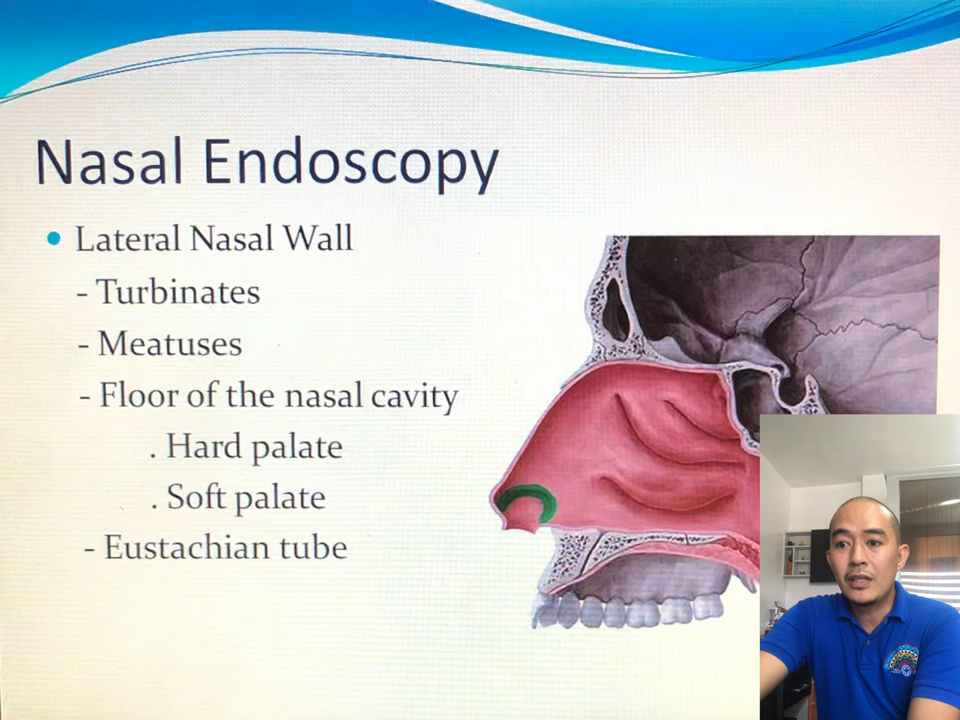 Nasal Endoscopy
• Lateral Nasal Wall
- Turbinates
- Meatuses
- Floor of the nasal cavity
. Hard palate
. Soft palate
- Eustachian tube